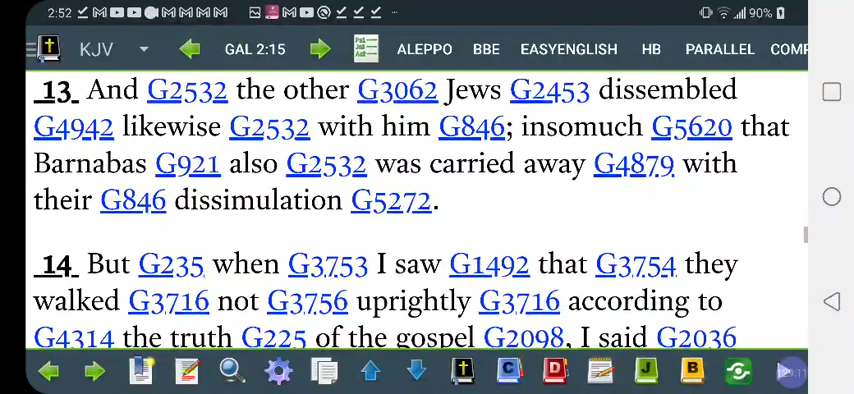 2:52 90%
KJV GAL 2:15 ALEPPO BBE EASYENGLISH HB PARALLEL COMP
13 And G2532 the other G3062 Jews G2453 dissembled
G4942 likewise G2532 with him G846; insomuch G5620 that
Barnabas G921 also G2532 was carried away G4879 with
their G846 dissimulation G5272.
14 But G235 when G3753 I saw G1492 that G3754 they
walked G3716 not G3756 uprightly G3716 according to
G4314 the truth G225 of the gospel G2098, I said G2036
C D J B